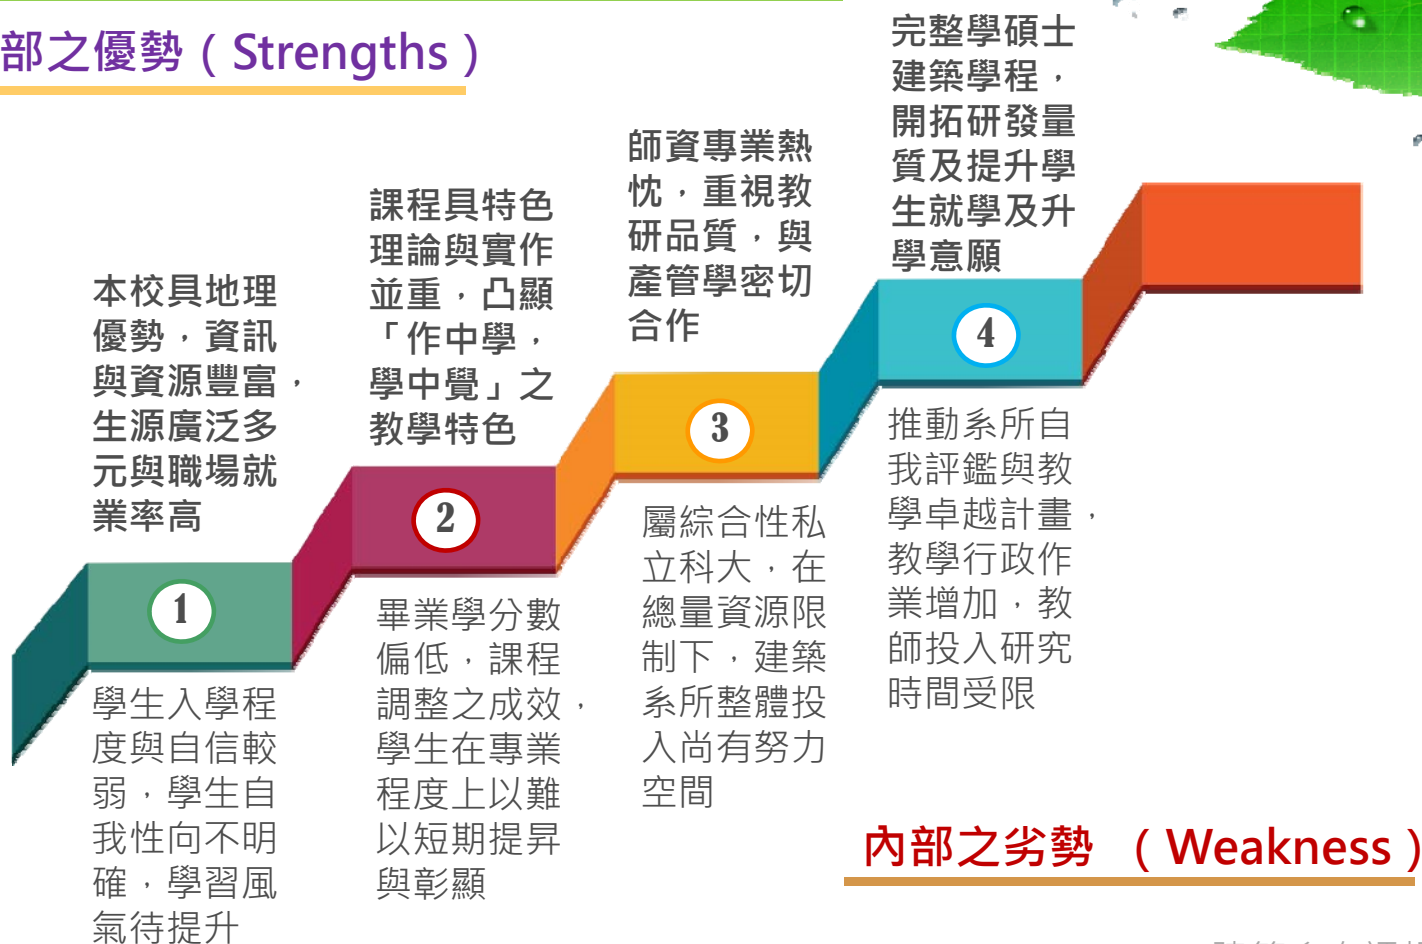 部之優勢（Strengths）
本校具地理
優勢，資訊
與資源豐富，
生源廣泛多
元與職場就
業率高
課程具特色
理論與實作
並重，凸顯
「作中學，
學中覺」之
教學特色
師資專業熱
忱，重視教
研品質，與
產管學密切
合作
完整學碩士
建築學程，
開拓研發量
質及提升學
生就學及升
學意願
1
2
3
4
學生入學程
度與自信較
弱，學生自
我性向不明
確，學習風
氣待提升
畢業學分數
偏低，課程
調整之成效，
學生在專業
程度上以難
以短期提昇
與彰顯
屬綜合性私
立科大，在
總量資源限
制下，建築
系所整體投
入尚有努力
空間
推動系所自
我評鑑與教
學卓越計畫，
教學行政作
業增加，教
師投入研究
時間受限
內部之劣勢 （Weakness）